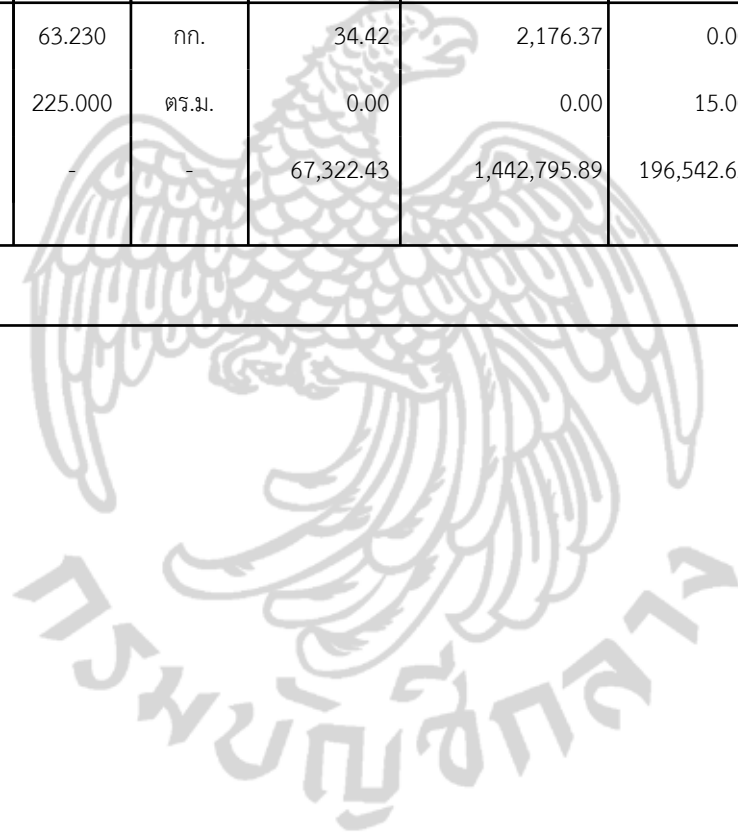 63.230 กก. 34.42 2,176.37 0.0
225.000 ตร.ม. 0.00 0.00 15.0
- - 67,322.43 1,442,795.89 196,542.6
กรมบัญชีกลาง